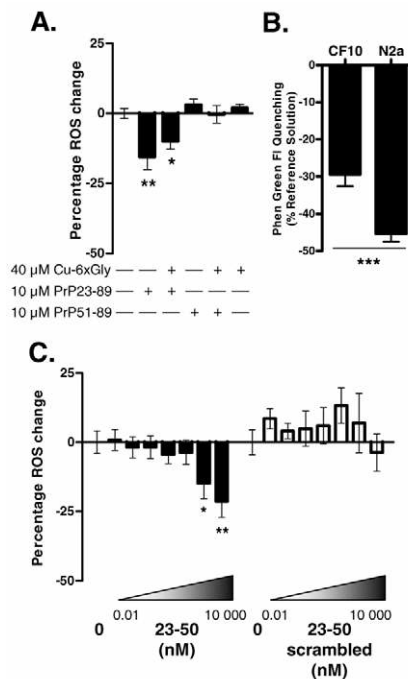 A.
25
0
-25
-50
Percentage ROS change
** *
40 µM Cu-6xGly — — + — + +
10 µM PrP23-89 — + + — — —
10 µM PrP51-89 — — — + + —
B.
CF10 N2a
0
-10
-20
-30
-40
-50
Phen Green Fl Quenching
(% Reference Solution)
***
C.
25
0
-25
-50
Percentage ROS change
* **
0.01 10 000 0.01 10 000
0 23-50 0 23-50
(nM) scrambled
(nM)